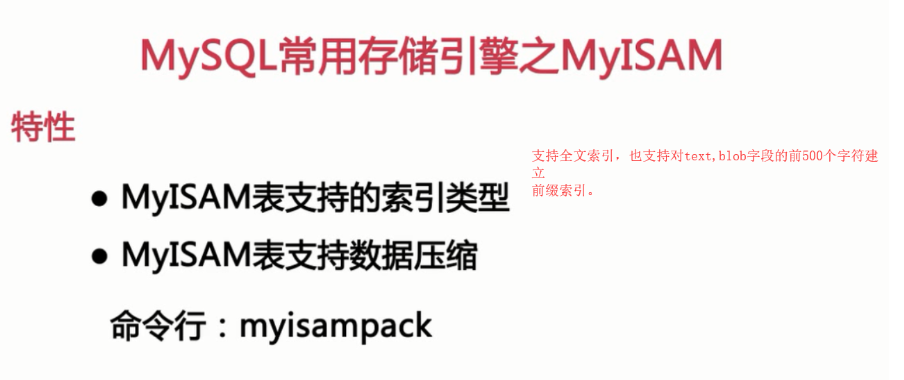 MySQL常用存储引擎之MyISAM
特性
支持全文索引，也支持对text,blob字段的前500个字符建
立
前缀索引。
● MyISAM表支持的索引类型
● MyISAM表支持数据压缩
命令行：myisampack